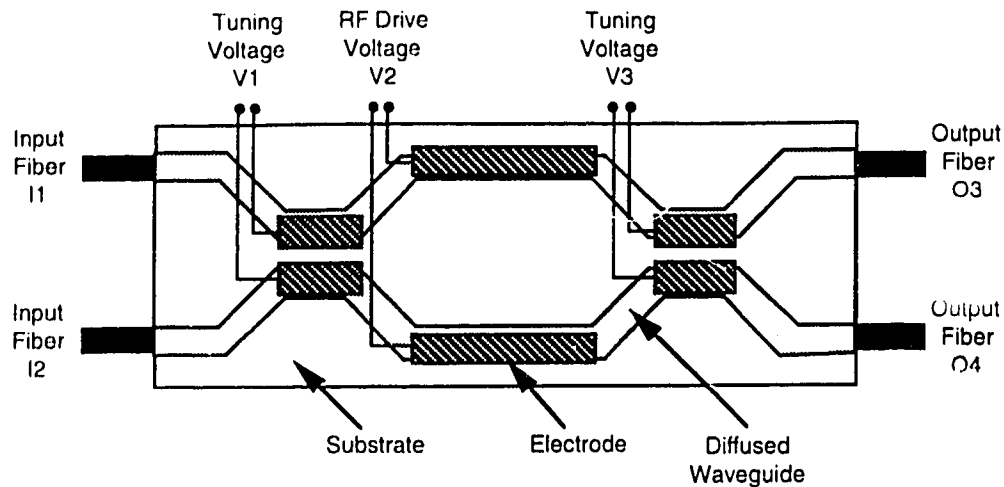 Tuning
Voltage
V1
RF Drive
Voltage
V2
Tuning
Voltage
V3
Input
Fiber
I1
Output
Fiber
O3
Input
Fiber
I2
Output
Fiber
O4
Substrate
Electrode
Diffused
Waveguide